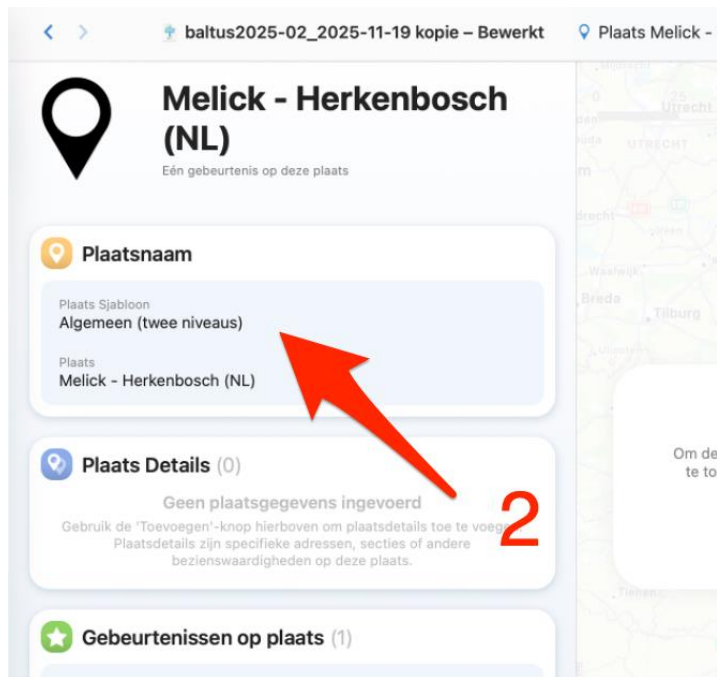 baltus2025-02_2025-11-19 kopie – Bewerkt
Plaats Melick -
Melick - Herkenbosch
(NL)
Eén gebeurtenis op deze plaats
Plaatsnaam
Plaats Sjabloon
Algemeen (twee niveaus)
Plaats
Melick - Herkenbosch (NL)
Plaats Details (0)
Geen plaatsgegevens ingevoerd
Gebruik de 'Toevoegen'-knop hierboven om plaatsdetails toe te
Plaatsdetails zijn specifieke adressen, secties of andere
bezienswaardigheden op deze plaats.
2
Gebeurtenissen op plaats (1)
0
25
Utrecht
UTRECHT
Waalwijk
Breda
Tilburg
Om de
te to
Tienen